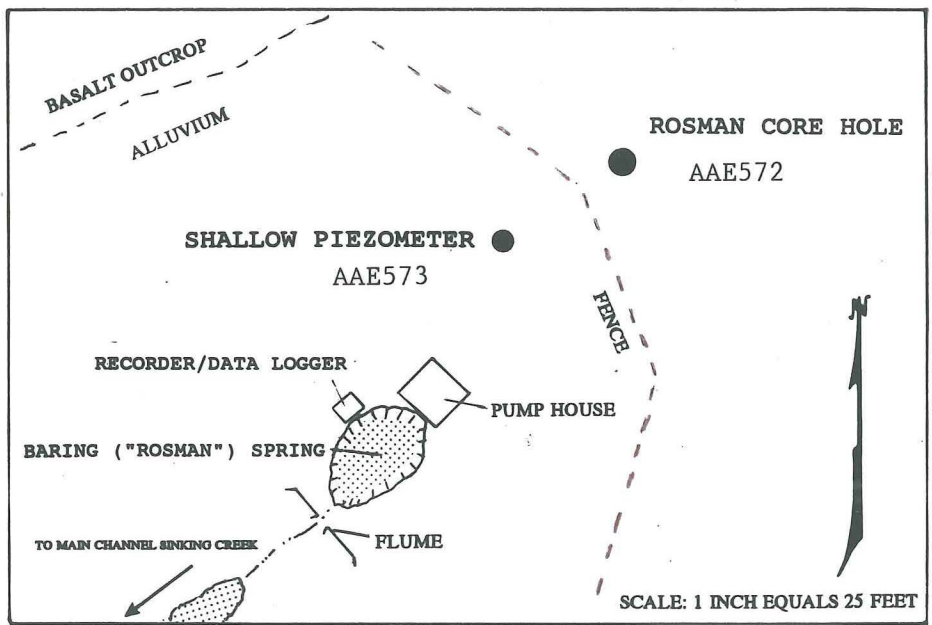 BASALT OUTCROP
ALLUVIUM
ROSMAN CORE HOLE
AAE572
SHALLOW PIEZOMETER
AAE573
FENCE
N
RECORDER/DATA LOGGER
PUMP HOUSE
BARING ("ROSMAN") SPRING
FLUME
TO MAIN CHANNEL SINKING CREEK
SCALE: 1 INCH EQUALS 25 FEET